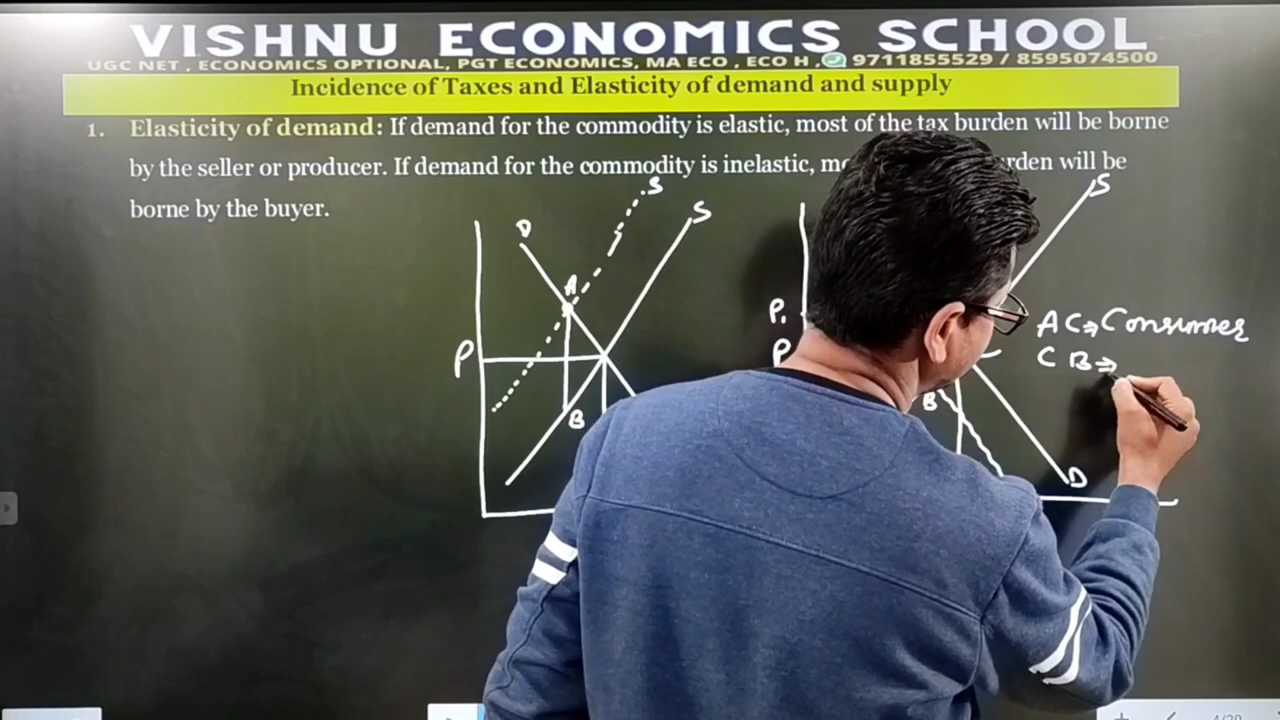 VISHNU ECONOMICS SCHOOL
UGC NET , ECONOMICS OPTIONAL, PGT ECONOMICS, MA ECO , ECO H , 9711855529 / 8595074500
Incidence of Taxes and Elasticity of demand and supply
1. Elasticity of demand: If demand for the commodity is elastic, most of the tax burden will be borne
by the seller or producer. If demand for the commodity is inelastic, will be
borne by the buyer.
S
S
D
A
P
B
S
P1
P
B
D
AC⇒Consumer
CB⇒